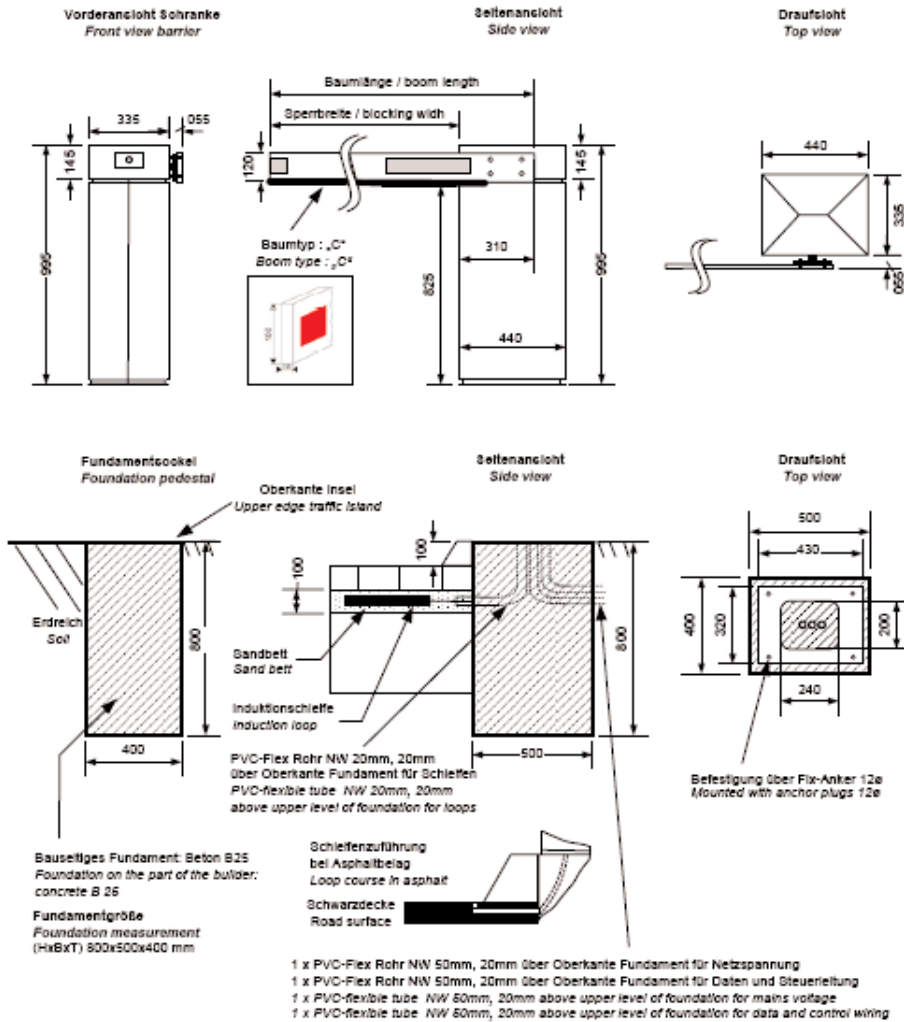 Vorderansicht Schranke
Front view barrier
Seitenansicht
Side view
Draufsicht
Top view
Baumlänge / boom length
Sperrbreite / blocking widh
335
055
145
995
120
145
825
310
995
440
Baumtyp : „C“
Boom type : „C“
100
440
335
055
Fundamentsockel
Foundation pedestal
Seitenansicht
Side view
Draufsicht
Top view
Oberkante Insel
Upper edge traffic island
Erdreich
Soil
800
400
100
100
800
500
Sandbett
Sand bett
Induktionschleife
Induction loop
500
430
400
320
200
240
PVC-Flex Rohr NW 20mm, 20mm
über Oberkante Fundament für Schleifen
PVC-flexible tube NW 20mm, 20mm
above upper level of foundation for loops
Befestigung über Fix-Anker 12ø
Mounted with anchor plugs 12ø
Bauseitiges Fundament: Beton B25
Foundation on the part of the builder:
concrete B 25
Fundamentgröße
Foundation measurement
(HxBxT) 800x500x400 mm
Schleifenzuführung
bei Asphaltbelag
Loop course in asphalt
Schwarzdecke
Road surface
1 x PVC-Flex Rohr NW 50mm, 20mm über Oberkante Fundament für Netzspannung
1 x PVC-Flex Rohr NW 50mm, 20mm über Oberkante Fundament für Daten und Steuerleitung
1 x PVC-flexible tube NW 50mm, 20mm above upper level of foundation for mains voltage
1 x PVC-flexible tube NW 50mm, 20mm above upper level of foundation for data and control wiring